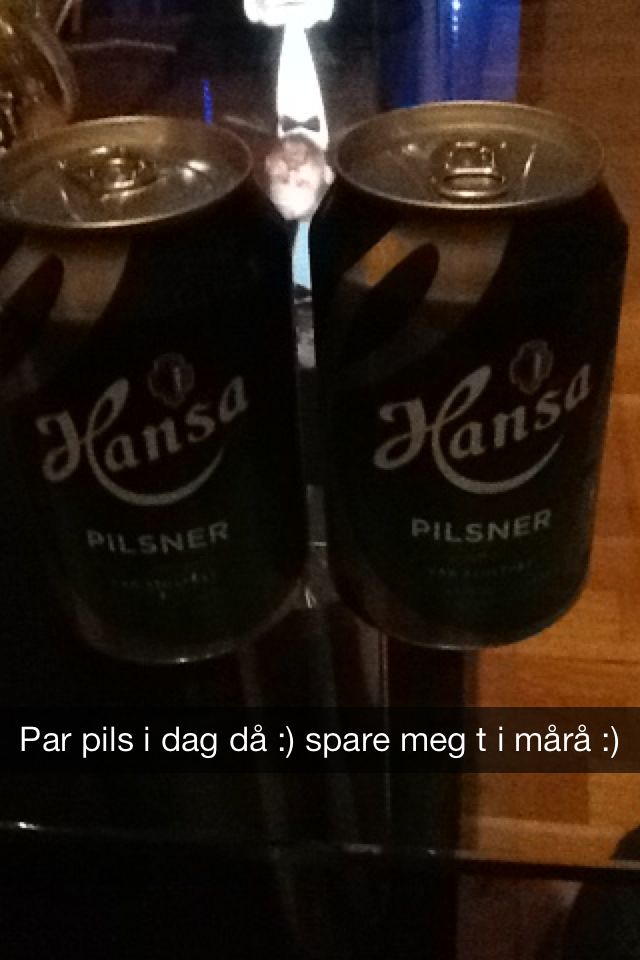 Hansa
PILSNER
Hansa
PILSNER
Par pils i dag då :) spare meg t i mårå :)